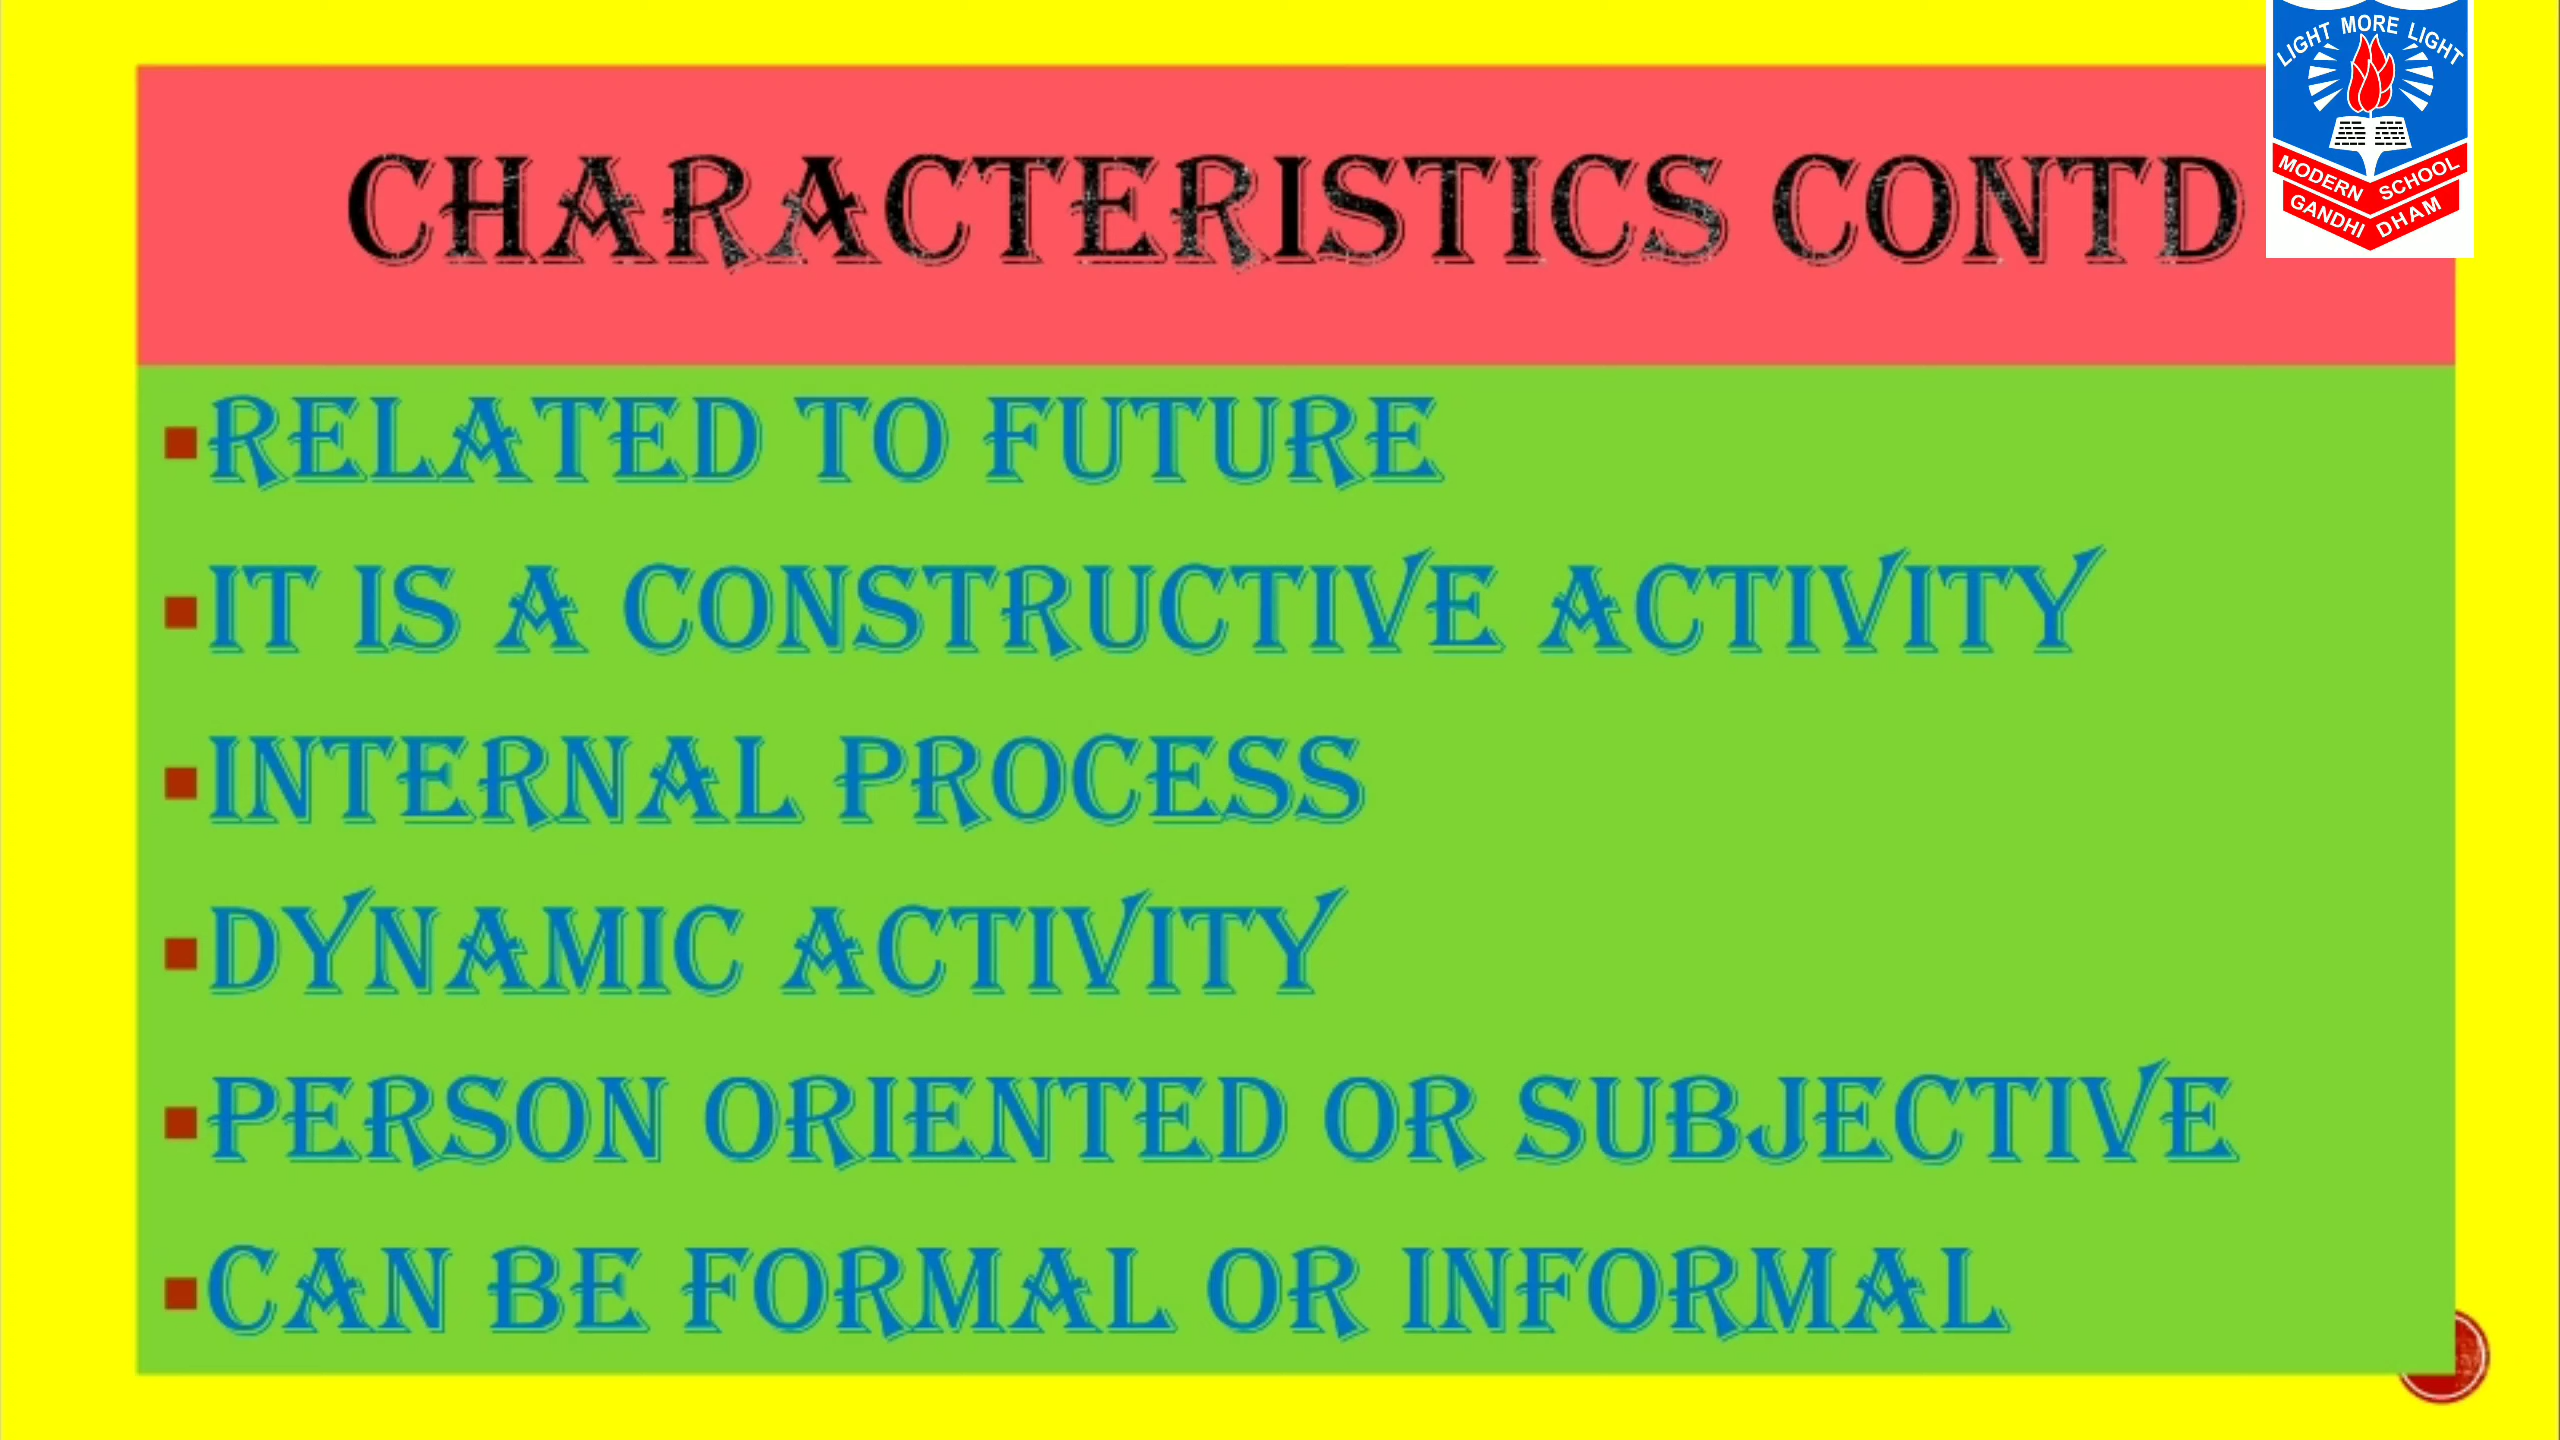 LIGHT MORE LIGHT
MODERN SCHOOL
GANDHI DHAM
CHARACTERISTICS CONTD
▪RELATED TO FUTURE
▪IT IS A CONSTRUCTIVE ACTIVITY
▪INTERNAL PROCESS
▪DYNAMIC ACTIVITY
▪PERSON ORIENTED OR SUBJECTIVE
▪CAN BE FORMAL OR INFORMAL